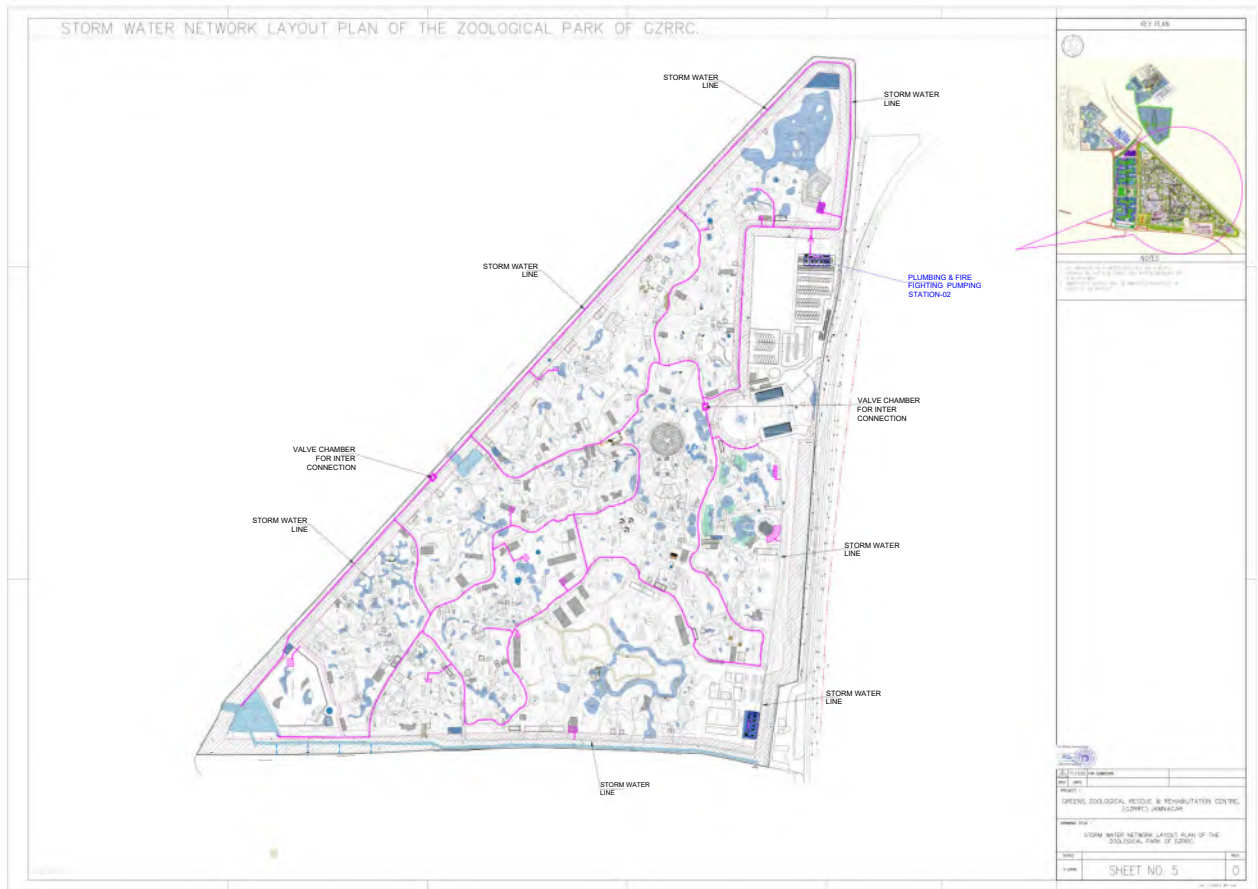 STORM WATER NETWORK LAYOUT PLAN OF THE ZOOLOGICAL PARK OF GZRRC.
KEY PLAN
STORM WATER
LINE
STORM WATER
LINE
STORM WATER
LINE
PLUMBING & FIRE
FIGHTING PUMPING
STATION-02
VALVE CHAMBER
FOR INTER
CONNECTION
VALVE CHAMBER
FOR INTER
CONNECTION
STORM WATER
LINE
STORM WATER
LINE
STORM WATER
LINE
STORM WATER
LINE
NOTES
PROJECT :
GREENS ZOOLOGICAL RESCUE & REHABILITATION CENTRE,
(GZRRC) JAMNAGAR
STORM WATER NETWORK LAYOUT PLAN OF THE
ZOOLOGICAL PARK OF GZRRC.
SHEET NO. 5
0